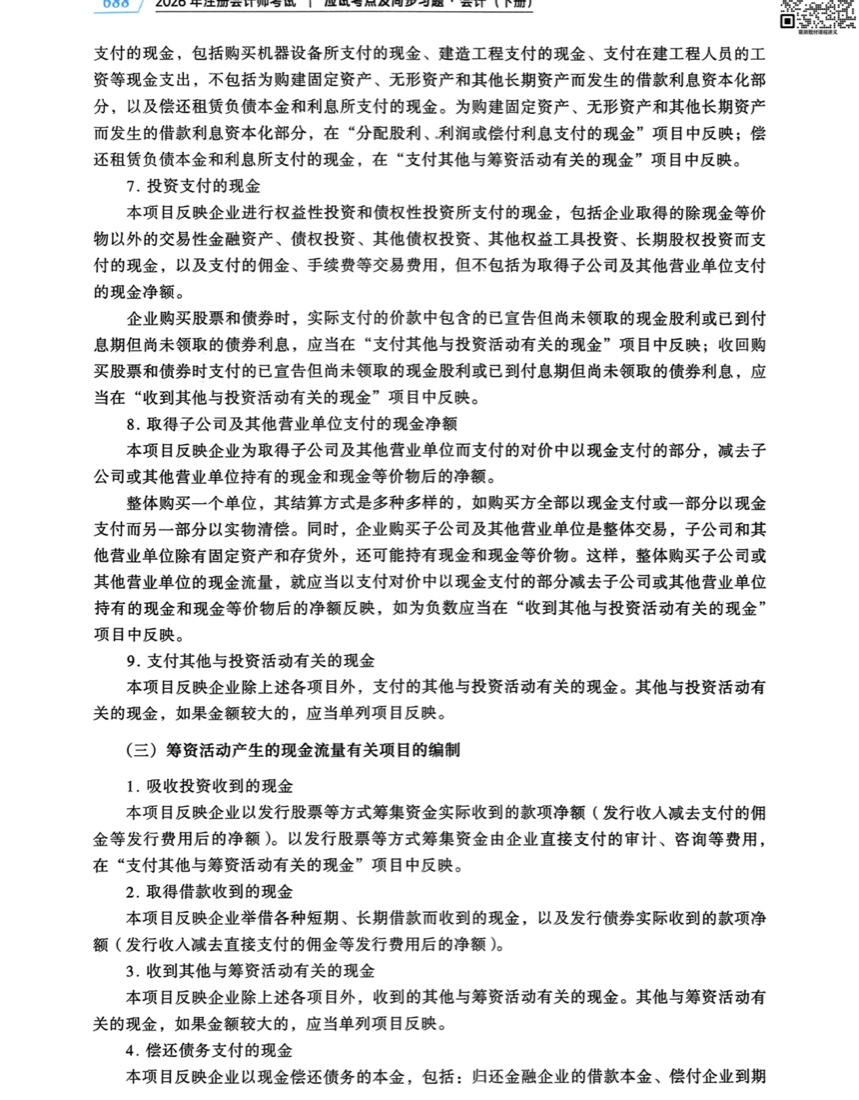 688 2026年注册会计师考试 | 应试考点及同步习题·会计（下册）
支付的现金，包括购买机器设备所支付的现金、建造工程支付的现金、支付在建工程人员的工
资等现金支出，不包括为购建固定资产、无形资产和其他长期资产而发生的借款利息资本化部
分，以及偿还租赁负债本金和利息所支付的现金。为购建固定资产、无形资产和其他长期资产
而发生的借款利息资本化部分，在“分配股利、利润或偿付利息支付的现金”项目中反映；偿
还租赁负债本金和利息所支付的现金，在“支付其他与筹资活动有关的现金”项目中反映。
7. 投资支付的现金
本项目反映企业进行权益性投资和债权性投资所支付的现金，包括企业取得的除现金等价
物以外的交易性金融资产、债权投资、其他债权投资、其他权益工具投资、长期股权投资而支
付的现金，以及支付的佣金、手续费等交易费用，但不包括为取得子公司及其他营业单位支付
的现金净额。
企业购买股票和债券时，实际支付的价款中包含的已宣告但尚未领取的现金股利或已到付
息期但尚未领取的债券利息，应当在“支付其他与投资活动有关的现金”项目中反映；收回购
买股票和债券时支付的已宣告但尚未领取的现金股利或已到付息期但尚未领取的债券利息，应
当在“收到其他与投资活动有关的现金”项目中反映。
8. 取得子公司及其他营业单位支付的现金净额
本项目反映企业为取得子公司及其他营业单位而支付的对价中以现金支付的部分，减去子
公司或其他营业单位持有的现金和现金等价物后的净额。
整体购买一个单位，其结算方式是多种多样的，如购买方全部以现金支付或一部分以现金
支付而另一部分以实物清偿。同时，企业购买子公司及其他营业单位是整体交易，子公司和其
他营业单位除有固定资产和存货外，还可能持有现金和现金等价物。这样，整体购买子公司或
其他营业单位的现金流量，就应当以支付对价中以现金支付的部分减去子公司或其他营业单位
持有的现金和现金等价物后的净额反映，如为负数应当在“收到其他与投资活动有关的现金”
项目中反映。
9. 支付其他与投资活动有关的现金
本项目反映企业除上述各项目外，支付的其他与投资活动有关的现金。其他与投资活动有
关的现金，如果金额较大的，应当单列项目反映。
（三）筹资活动产生的现金流量有关项目的编制
1. 吸收投资收到的现金
本项目反映企业以发行股票等方式筹集资金实际收到的款项净额（发行收入减去支付的佣
金等发行费用后的净额）。以发行股票等方式筹集资金由企业直接支付的审计、咨询等费用，
在“支付其他与筹资活动有关的现金”项目中反映。
2. 取得借款收到的现金
本项目反映企业举借各种短期、长期借款而收到的现金，以及发行债券实际收到的款项净
额（发行收入减去直接支付的佣金等发行费用后的净额）。
3. 收到其他与筹资活动有关的现金
本项目反映企业除上述各项目外，收到的其他与筹资活动有关的现金。其他与筹资活动有
关的现金，如果金额较大的，应当单列项目反映。
4. 偿还债务支付的现金
本项目反映企业以现金偿还债务的本金，包括：归还金融企业的借款本金、偿付企业到期